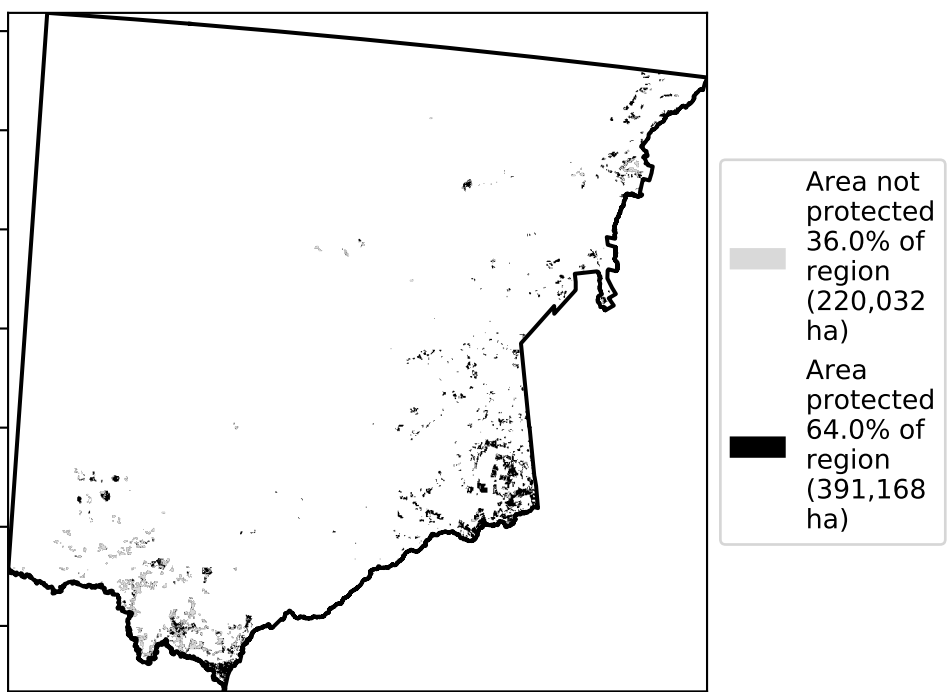 Area not
protected
36.0% of
region
(220,032
ha)
Area
protected
64.0% of
region
(391,168
ha)